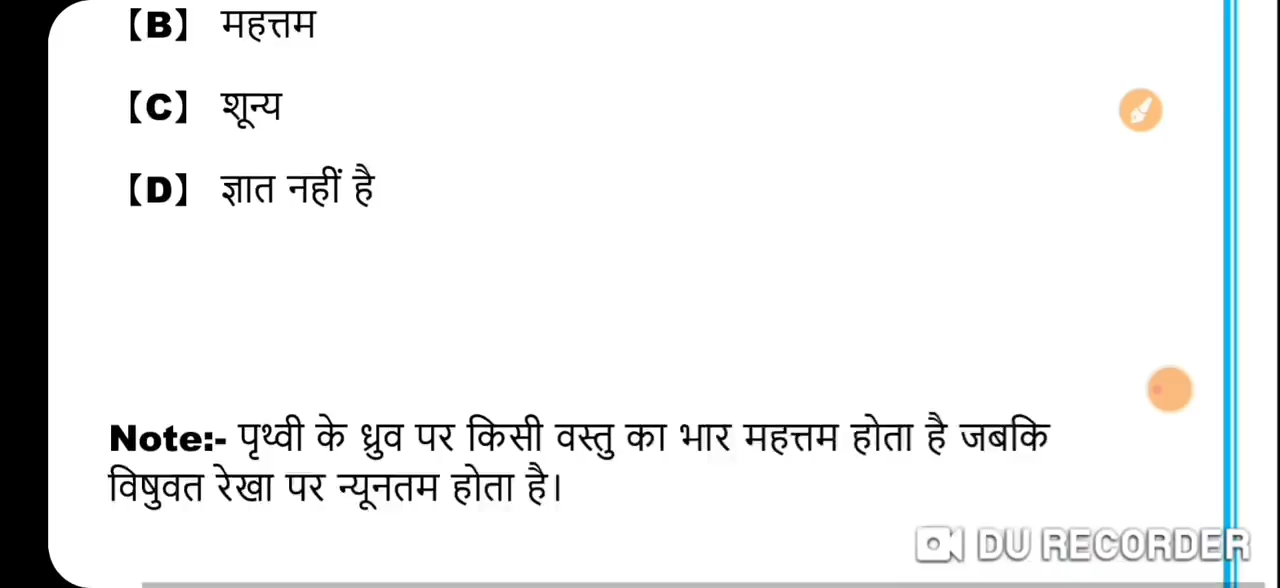 【B】 महत्तम
【C】 शून्य
【D】 ज्ञात नहीं है
Note:- पृथ्वी के ध्रुव पर किसी वस्तु का भार महत्तम होता है जबकि
विषुवत रेखा पर न्यूनतम होता है।
DU RECORDER